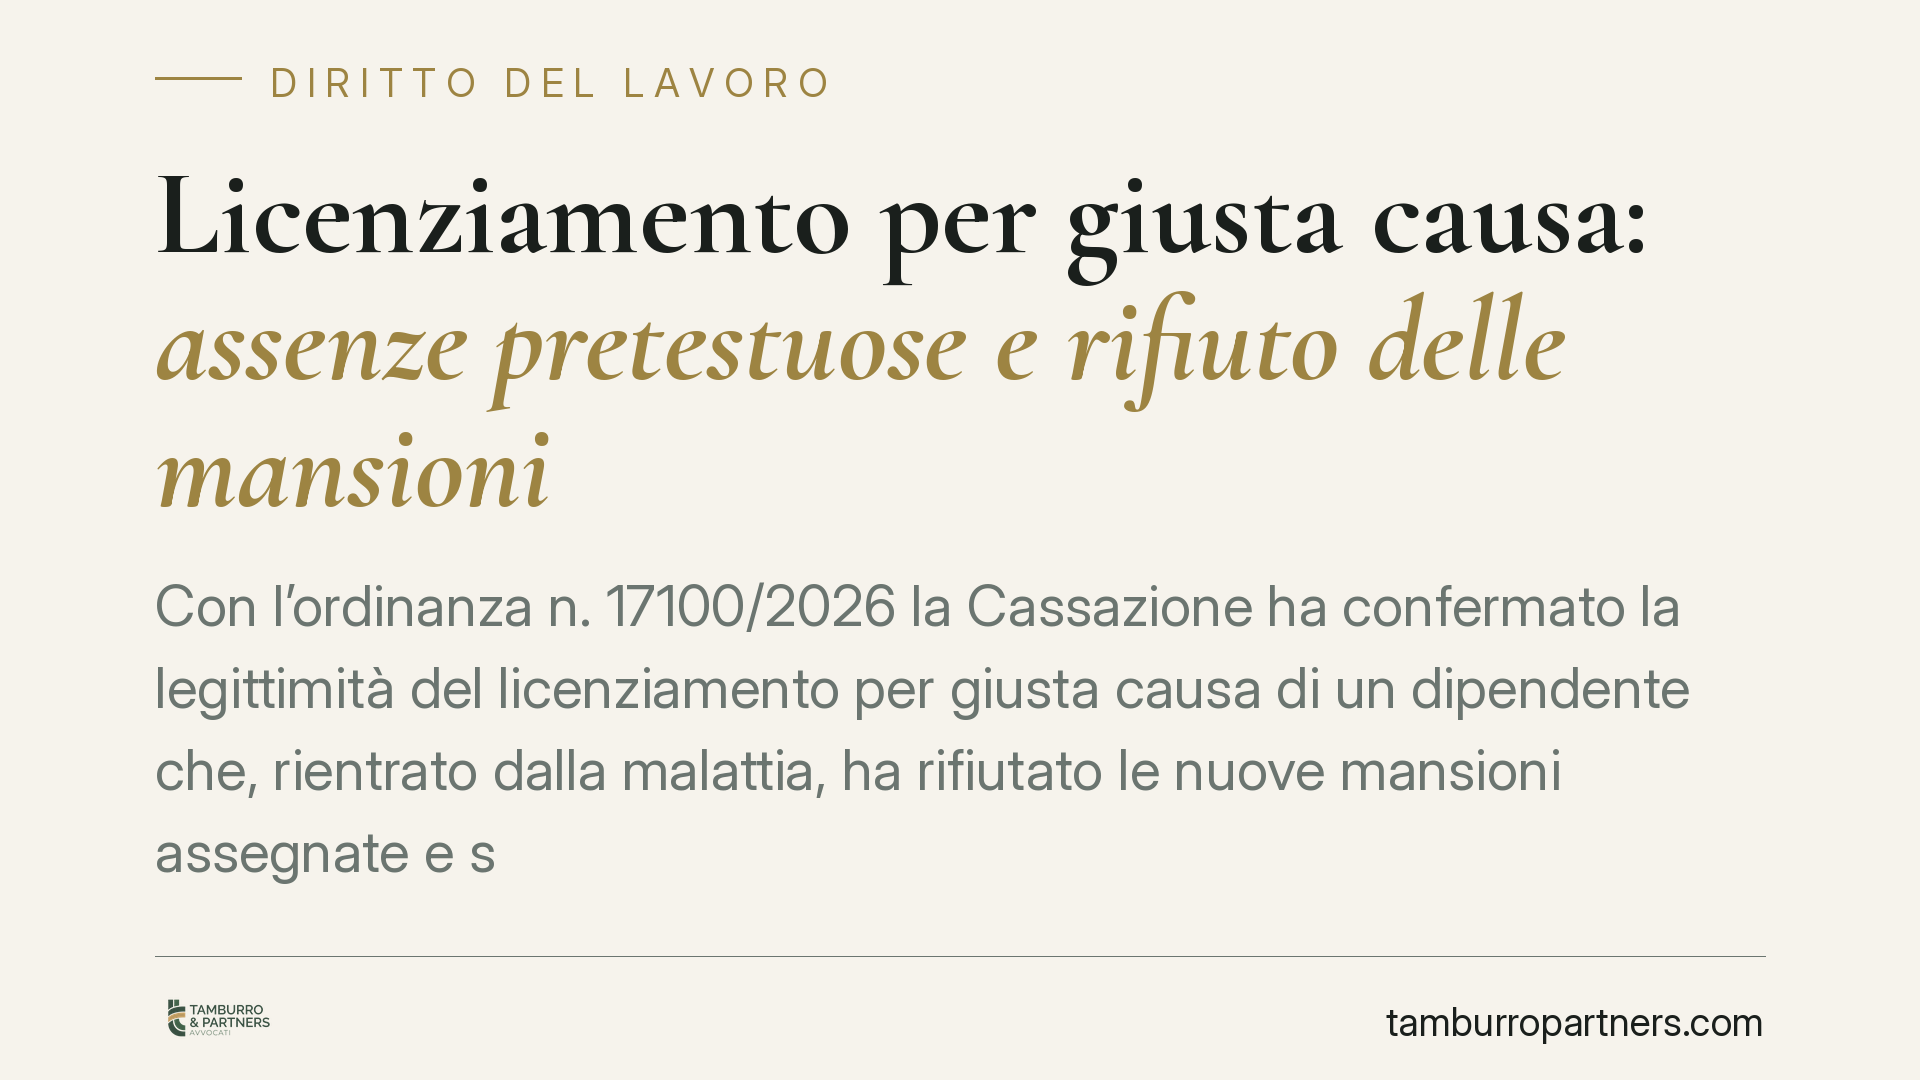 DIRITTO DEL LAVORO
Licenziamento per giusta causa:
assenze pretestuose e rifiuto delle
mansioni
Con l’ordinanza n. 17100/2026 la Cassazione ha confermato la
legittimità del licenziamento per giusta causa di un dipendente
che, rientrato dalla malattia, ha rifiutato le nuove mansioni
assegnate e s
TAMBURRO
& PARTNERS
AVVOCATI
tamburropartners.com